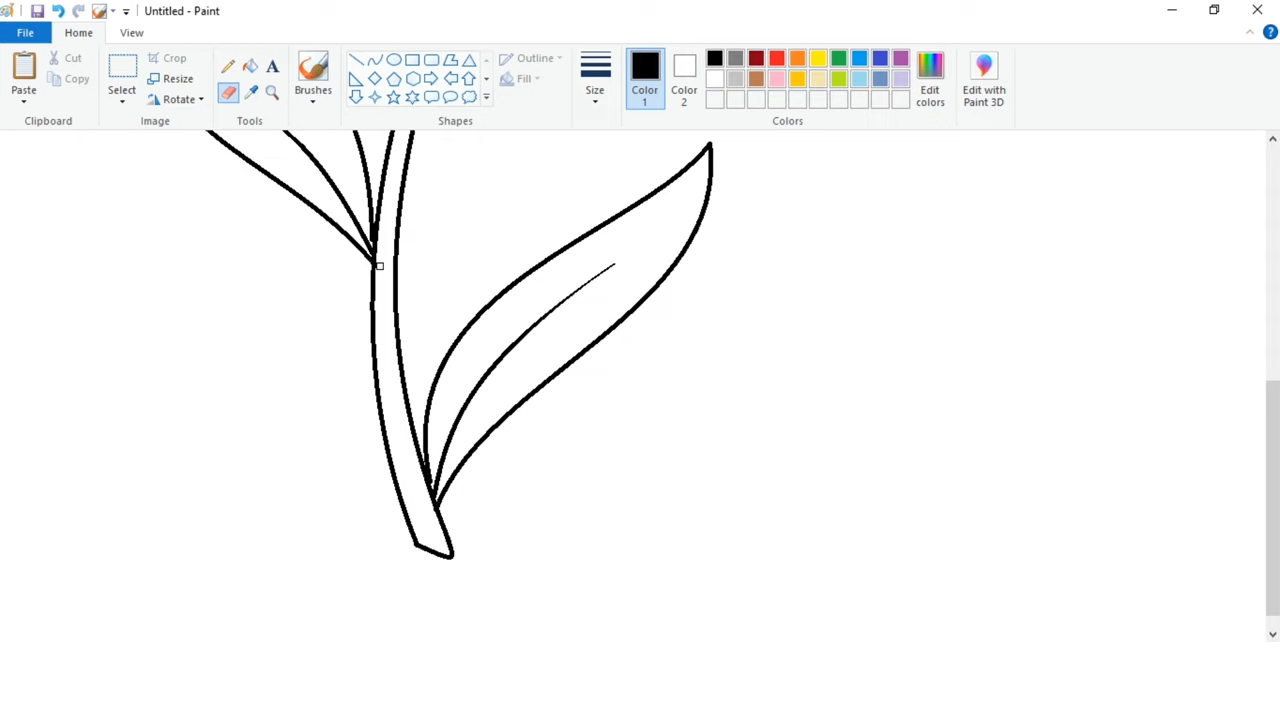 Untitled - Paint
File
Home
View
Paste
Cut
Copy
Clipboard
Select
Crop
Resize
Rotate
Image
A
Tools
Brushes
Outline
Fill
Shapes
Size
Color 1
Color 2
Edit colors
Colors
Edit with Paint 3D